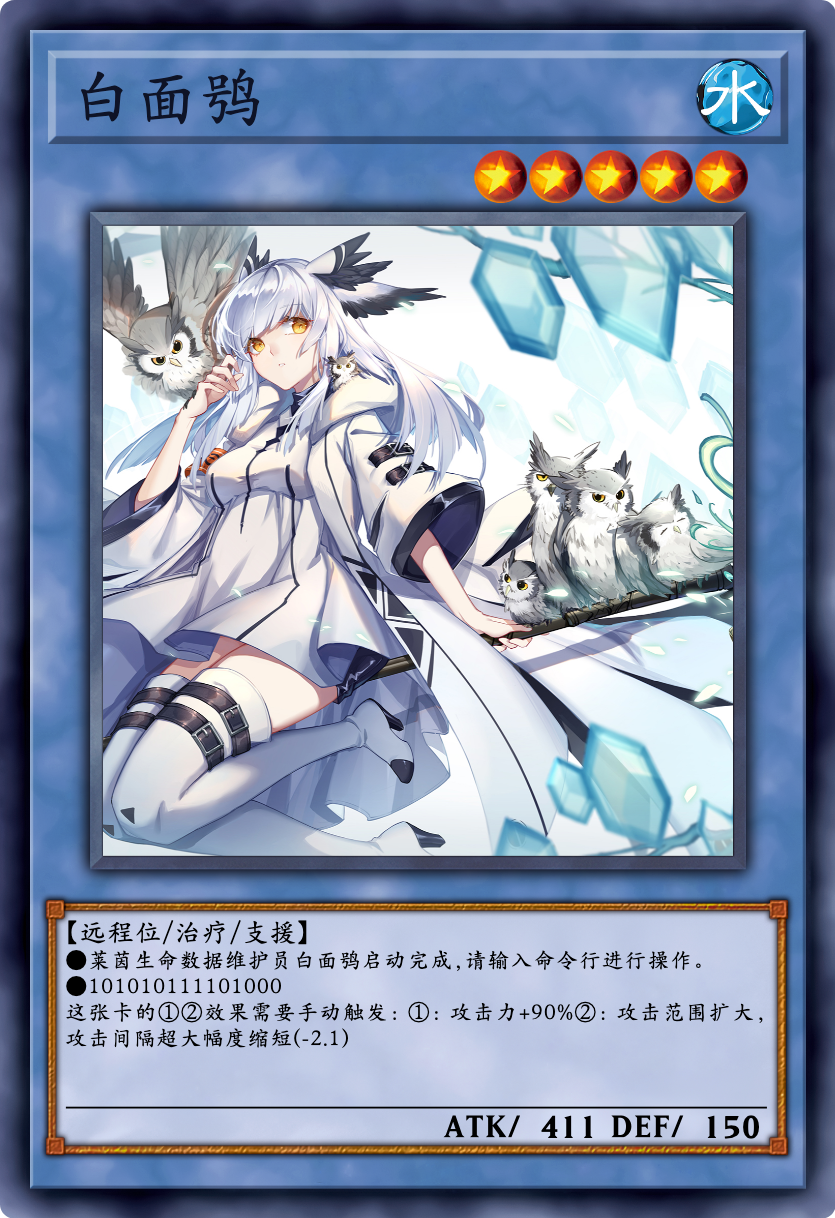 白面鸮
水
【远程位/治疗/支援】
●莱茵生命数据维护员白面鸮启动完成,请输入命令行进行操作。
●101010111101000
这张卡的①②效果需要手动触发：①：攻击力+90%②：攻击范围扩大,
攻击间隔超大幅度缩短(-2.1)
ATK/ 411 DEF/ 150